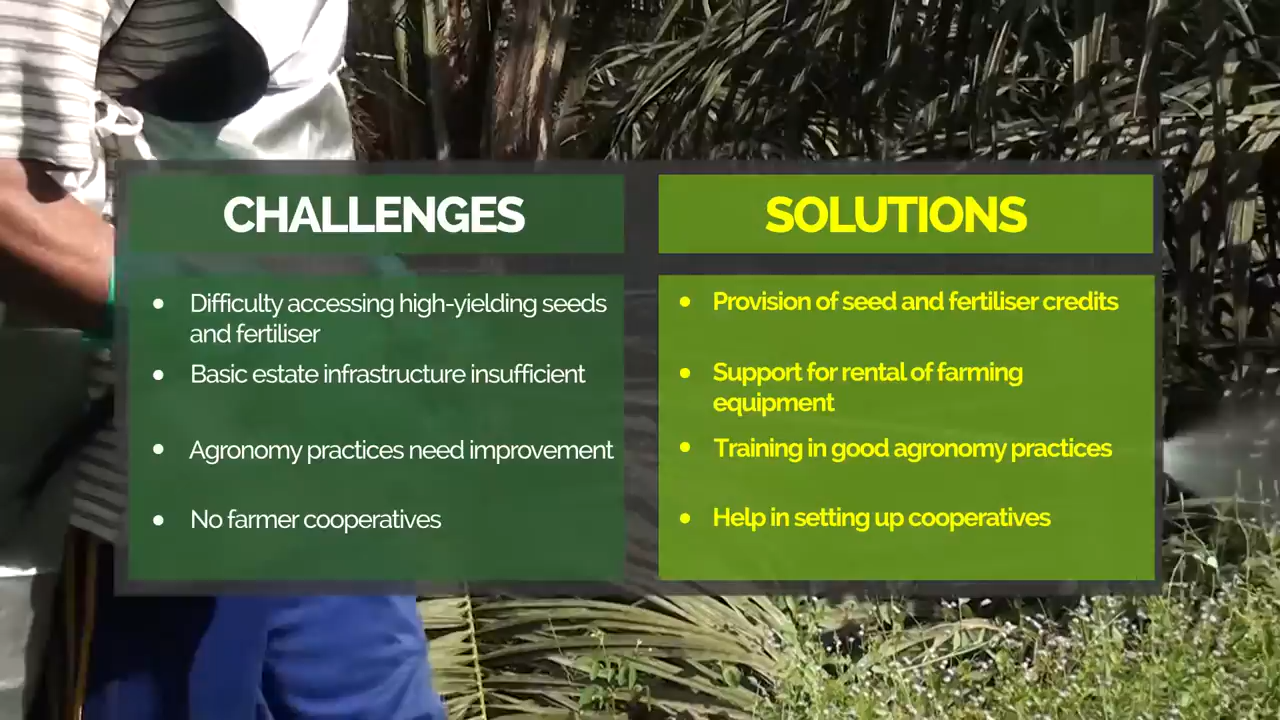 CHALLENGES
• Difficulty accessing high-yielding seeds
and fertiliser
• Basic estate infrastructure insufficient
• Agronomy practices need improvement
• No farmer cooperatives
SOLUTIONS
• Provision of seed and fertiliser credits
• Support for rental of farming
equipment
• Training in good agronomy practices
• Help in setting up cooperatives